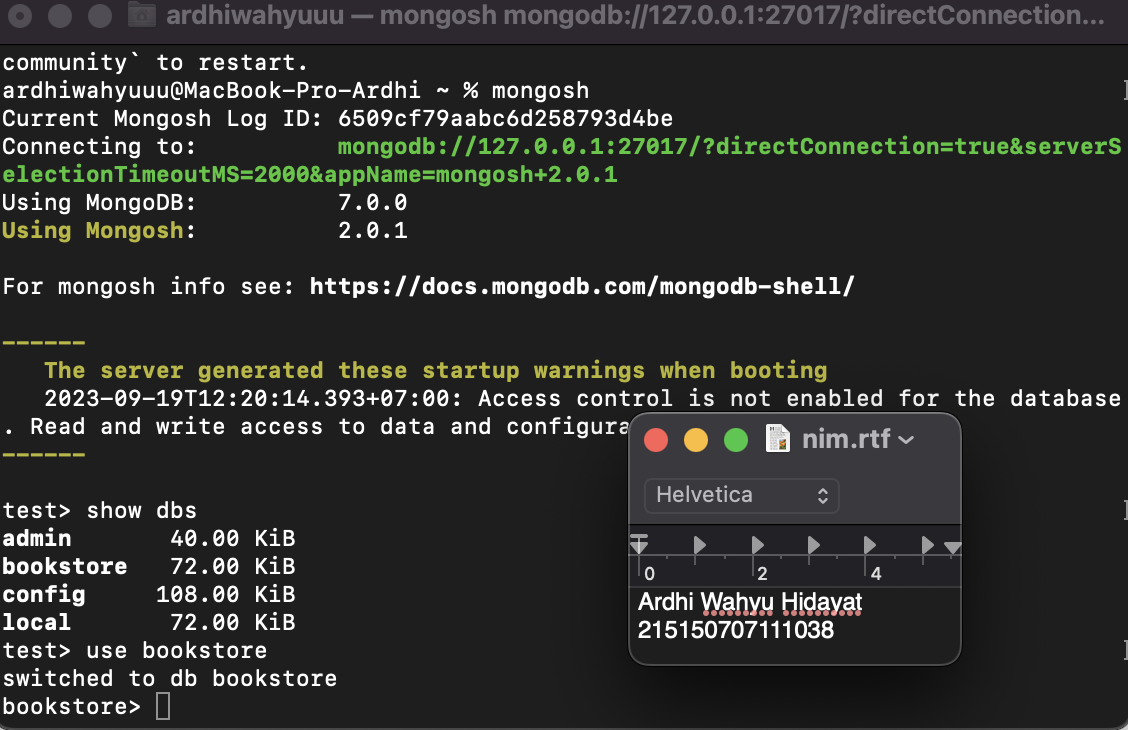 ardhiwahyuuu — mongosh mongodb://127.0.0.1:27017/?directConnection...
community` to restart.
ardhiwahyuuu@MacBook-Pro-Ardhi ~ % mongosh
Current Mongosh Log ID: 6509cf79aabc6d258793d4be
Connecting to: mongodb://127.0.0.1:27017/?directConnection=true&serverS
electionTimeoutMS=2000&appName=mongosh+2.0.1
Using MongoDB: 7.0.0
Using Mongosh: 2.0.1
For mongosh info see: https://docs.mongodb.com/mongodb-shell/
------
The server generated these startup warnings when booting
2023-09-19T12:20:14.393+07:00: Access control is not enabled for the database
. Read and write access to data and configura
------
test> show dbs
admin 40.00 KiB
bookstore 72.00 KiB
config 108.00 KiB
local 72.00 KiB
test> use bookstore
switched to db bookstore
bookstore>
nim.rtf
Helvetica
0 2 4
Ardhi Wahyu Hidayat
215150707111038